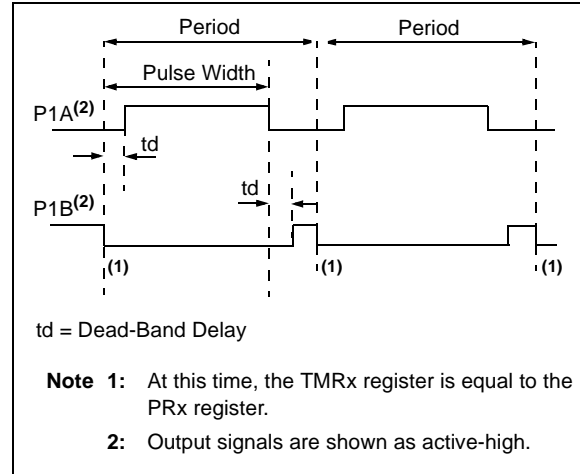 Period Period
Pulse Width
P1A(2)
td
td
P1B(2)
(1) (1) (1)
td = Dead-Band Delay
Note 1: At this time, the TMRx register is equal to the
PRx register.
2: Output signals are shown as active-high.